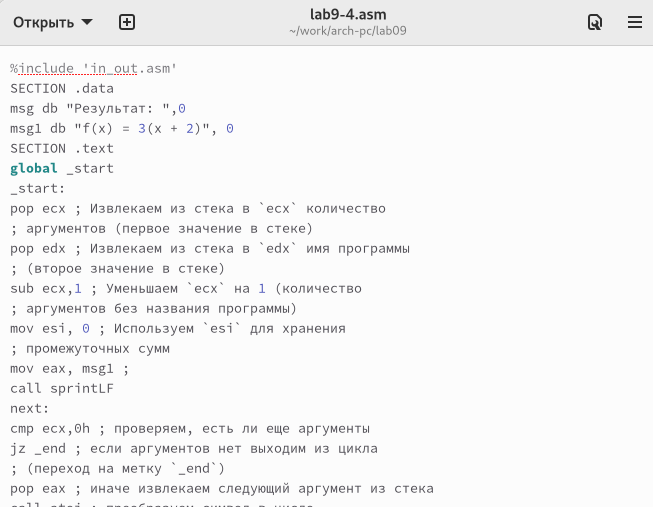 Открыть
lab9-4.asm
~/work/arch-pc/lab09
%include 'in_out.asm'
SECTION .data
msg db "Результат: ",0
msg1 db "f(x) = 3(x + 2)", 0
SECTION .text
global _start
_start:
pop ecx ; Извлекаем из стека в `ecx` количество
; аргументов (первое значение в стеке)
pop edx ; Извлекаем из стека в `edx` имя программы
; (второе значение в стеке)
sub ecx,1 ; Уменьшаем `ecx` на 1 (количество
; аргументов без названия программы)
mov esi, 0 ; Используем `esi` для хранения
; промежуточных сумм
mov eax, msg1 ;
call sprintLF
next:
cmp ecx,0h ; проверяем, есть ли еще аргументы
jz _end ; если аргументов нет выходим из цикла
; (переход на метку `_end`)
pop eax ; иначе извлекаем следующий аргумент из стека